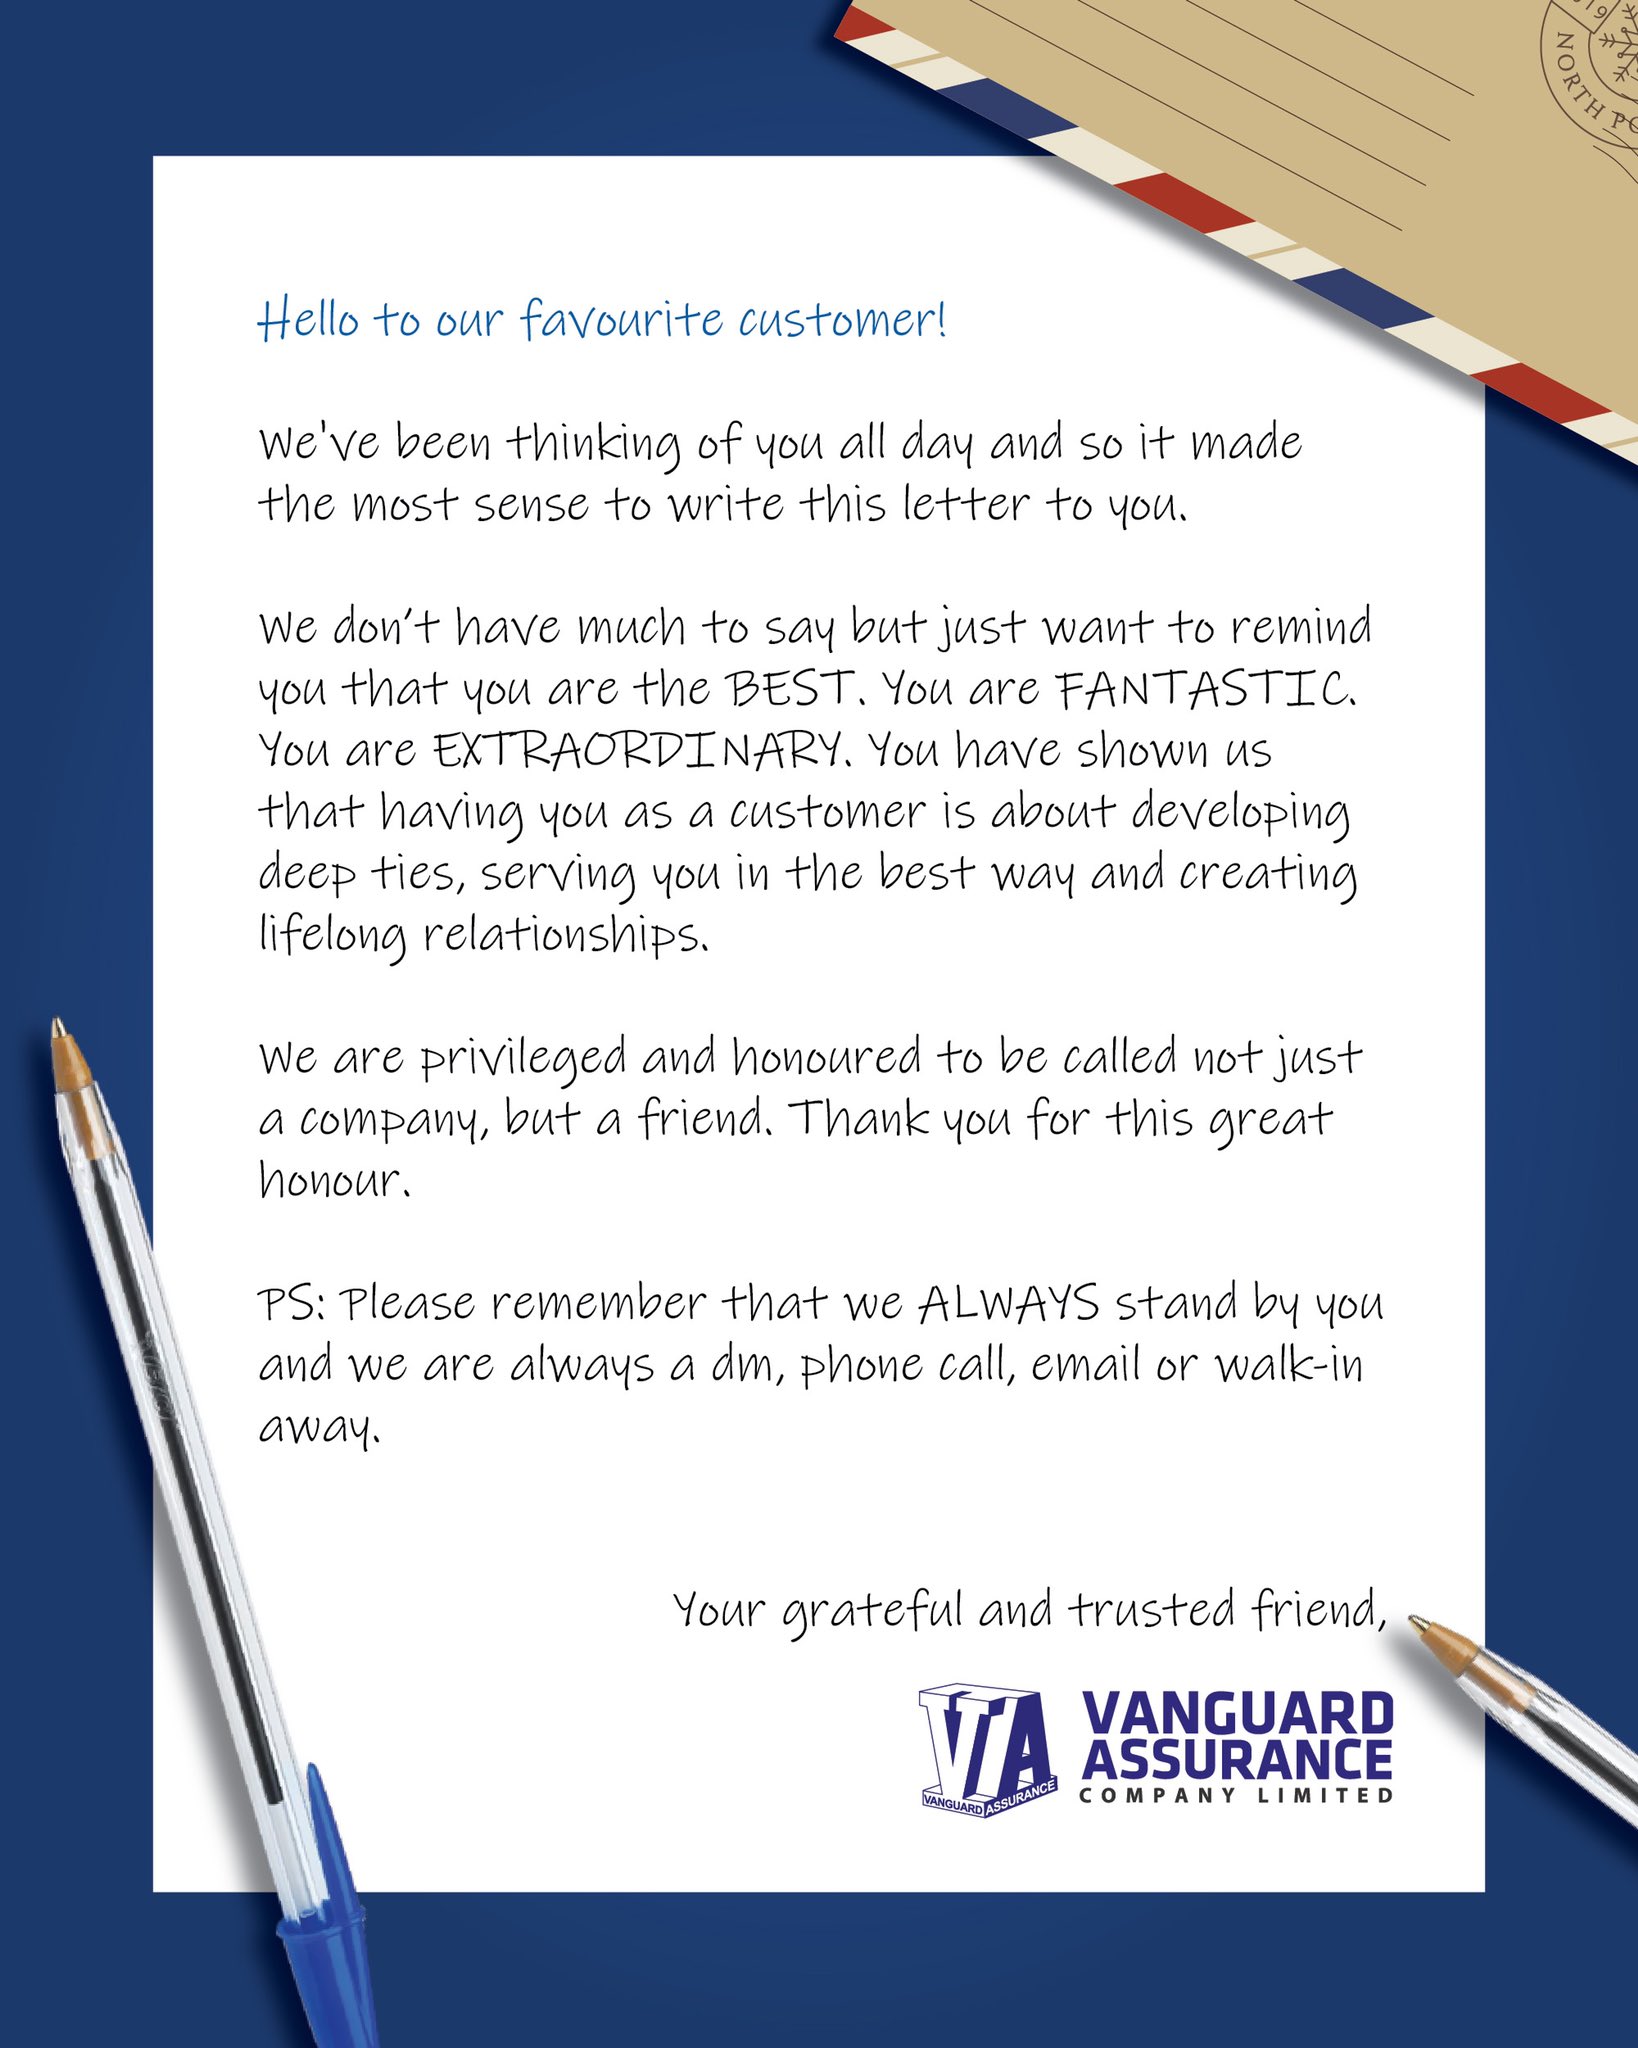 NORTH
Hello to our favourite customer!
We've been thinking of you all day and so it made
the most sense to write this letter to you.
We don't have much to say but just want to remind
you that you are the BEST. You are FANTASTIC.
You are EXTRAORDINARY. You have shown us
that having you as a customer is about developing
deep ties, serving you in the best way and creating
lifelong relationships.
We are privileged and honoured to be called not just
a company, but a friend. Thank you for this great
honour.
PS: Please remember that we ALWAYS stand by you
and we are always a dm, phone call, email or walk-in
away.
Your grateful and trusted friend,
VA
VANGUARD ASSURANCE
VANGUARD
ASSURANCE
COMPANY LIMITED